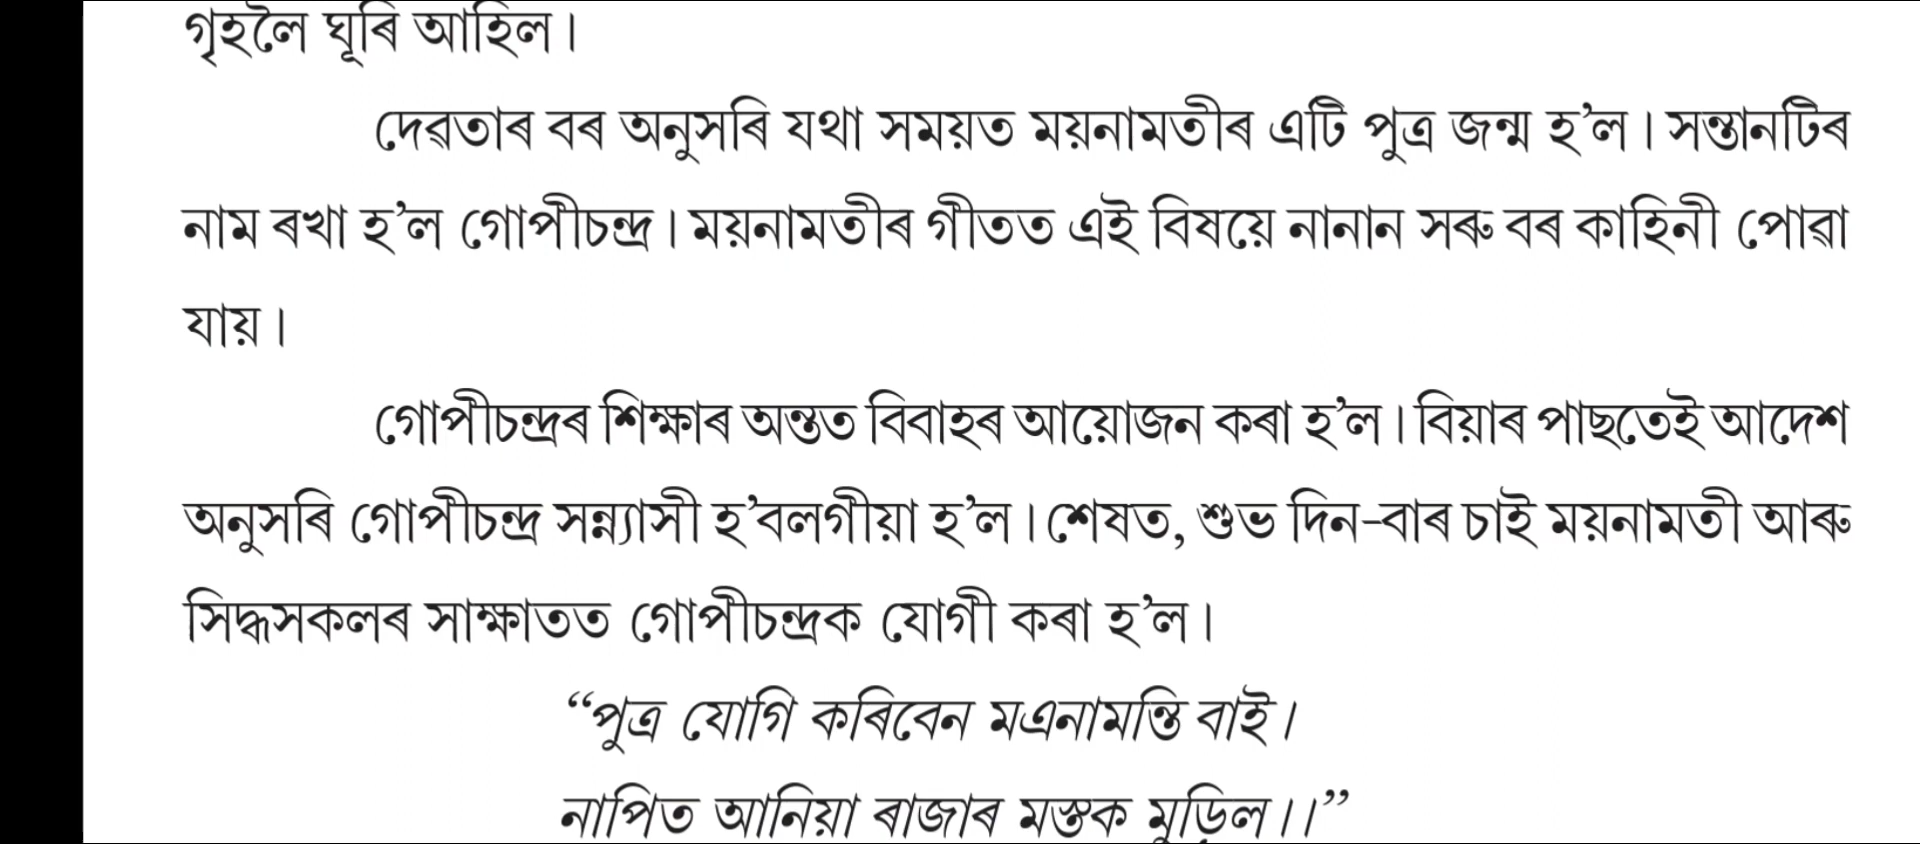 গৃহলৈ ঘূৰি আহিল।
দেৱতাৰ বৰ অনুসৰি যথা সময়ত ময়নামতীৰ এটি পুত্ৰ জন্ম হ’ল। সন্তানটিৰ
নাম ৰখা হ’ল গোপীচন্দ্ৰ। ময়নামতীৰ গীতত এই বিষয়ে নানান সৰু বৰ কাহিনী পোৱা
যায়।
গোপীচন্দ্ৰৰ শিক্ষাৰ অন্তত বিবাহৰ আয়োজন কৰা হ’ল। বিয়াৰ পাছতেই আদেশ
অনুসৰি গোপীচন্দ্ৰ সন্ন্যাসী হ’বলগীয়া হ’ল। শেষত, শুভ দিন-বাৰ চাই ময়নামতী আৰু
সিদ্ধসকলৰ সাক্ষাতত গোপীচন্দ্ৰক যোগী কৰা হ’ল।
“পুত্ৰ যোগি কৰিবেন মএনামন্তি বাই।
নাপিত আনিয়া ৰাজাৰ মস্তক মুড়িল।।”